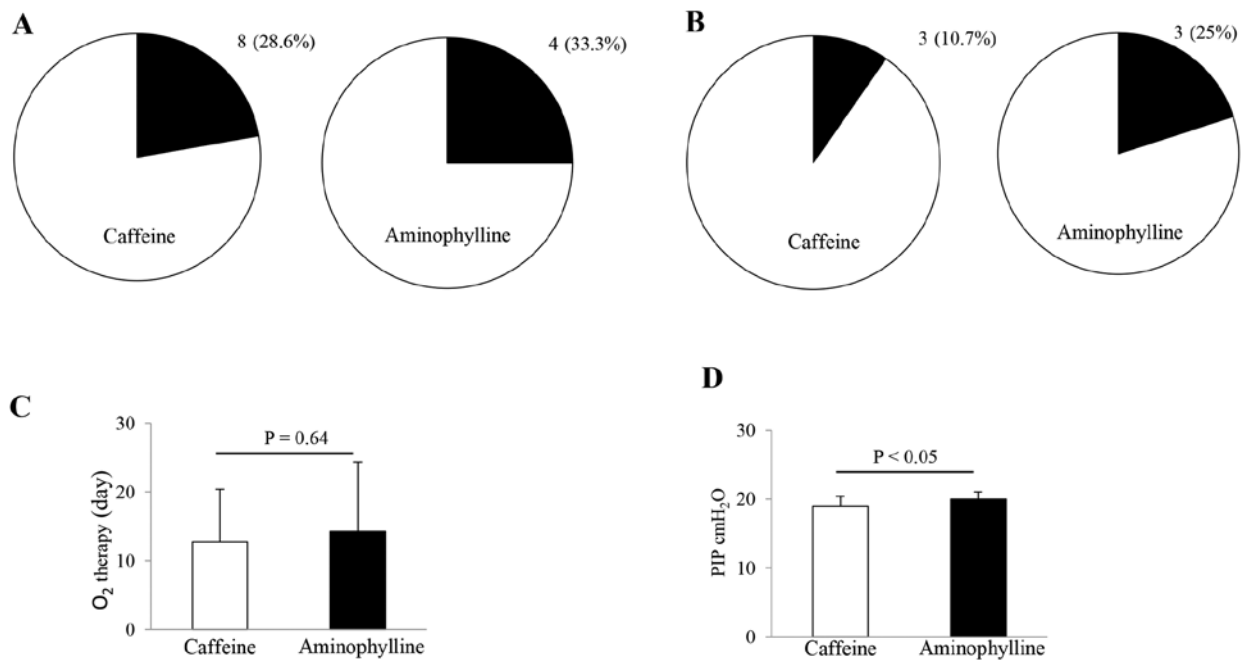 A
8 (28.6%)
4 (33.3%)
Caffeine
Aminophylline
B
3 (10.7%)
3 (25%)
Caffeine
Aminophylline
C
30
20
10
0
O₂ therapy (day)
P = 0.64
Caffeine
Aminophylline
D
30
20
10
0
PIP cmH₂O
P < 0.05
Caffeine
Aminophylline